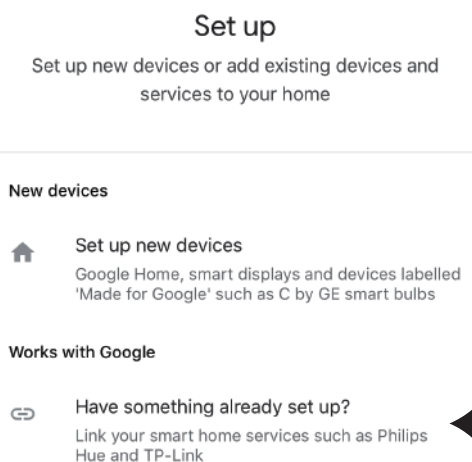 Set up
Set up new devices or add existing devices and
services to your home
New devices
Set up new devices
Google Home, smart displays and devices labelled
'Made for Google' such as C by GE smart bulbs
Works with Google
Have something already set up?
Link your smart home services such as Philips
Hue and TP-Link